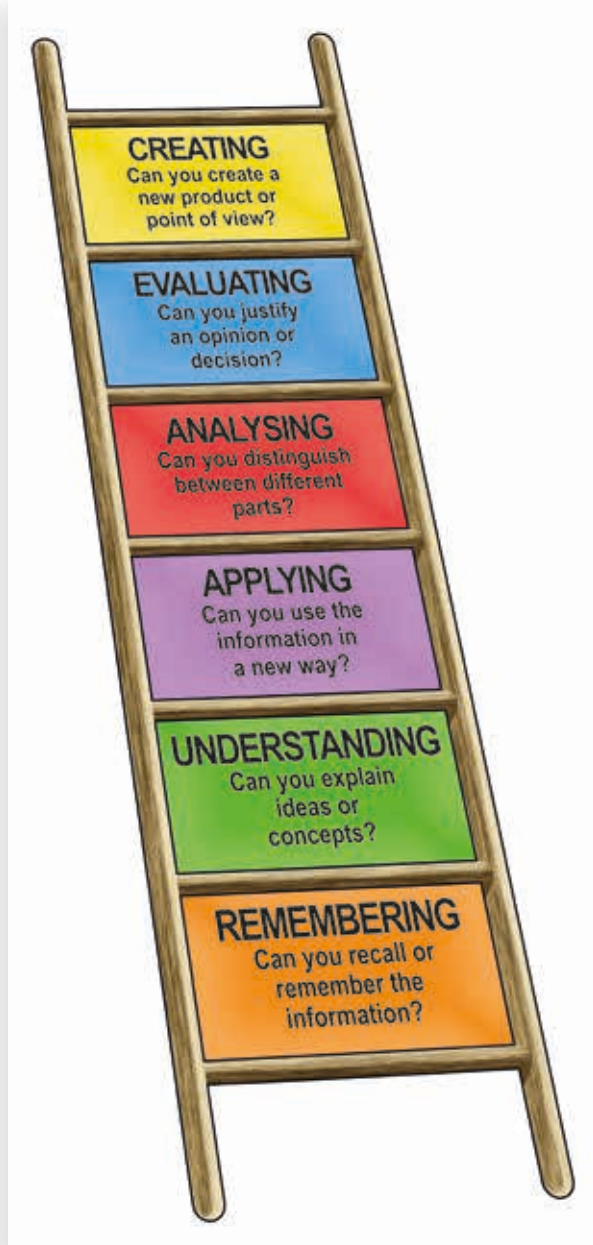 CREATING
Can you create a
new product or
point of view?
EVALUATING
Can you justify
an opinion or
decision?
ANALYSING
Can you distinguish
between different
parts?
APPLYING
Can you use the
information in
a new way?
UNDERSTANDING
Can you explain
ideas or
concepts?
REMEMBERING
Can you recall or
remember the
information?